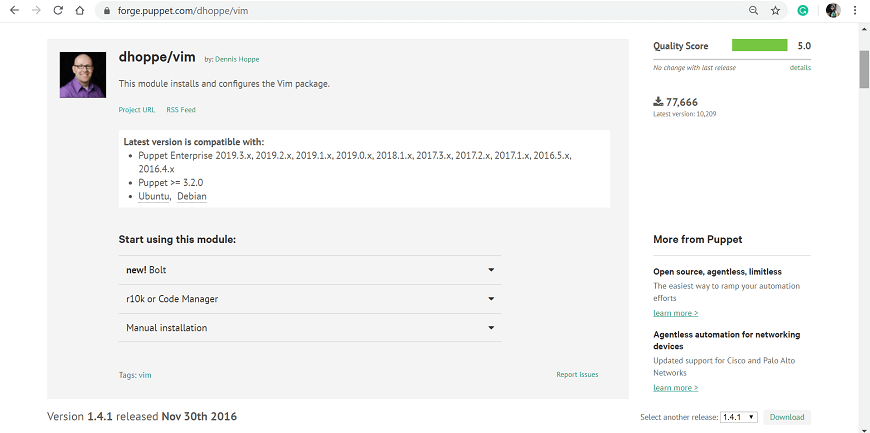 forge.puppet.com/dhoppe/vim
dhoppe/vim by: Dennis Hoppe
This module installs and configures the Vim package.
Project URL RSS Feed
Latest version is compatible with:
• Puppet Enterprise 2019.3.x, 2019.2.x, 2019.1.x, 2019.0.x, 2018.1.x, 2017.3.x, 2017.2.x, 2017.1.x, 2016.5.x,
2016.4.x
• Puppet >= 3.2.0
• Ubuntu, Debian
Start using this module:
new! Bolt
r10k or Code Manager
Manual installation
Tags: vim
Report issues
Quality Score 5.0
No change with last release details
77,666
Latest version: 10,209
More from Puppet
Open source, agentless, limitless
The easiest way to ramp your automation
efforts
learn more >
Agentless automation for networking
devices
Updated support for Cisco and Palo Alto
Networks
learn more >
Version 1.4.1 released Nov 30th 2016
Select another release: 1.4.1 Download